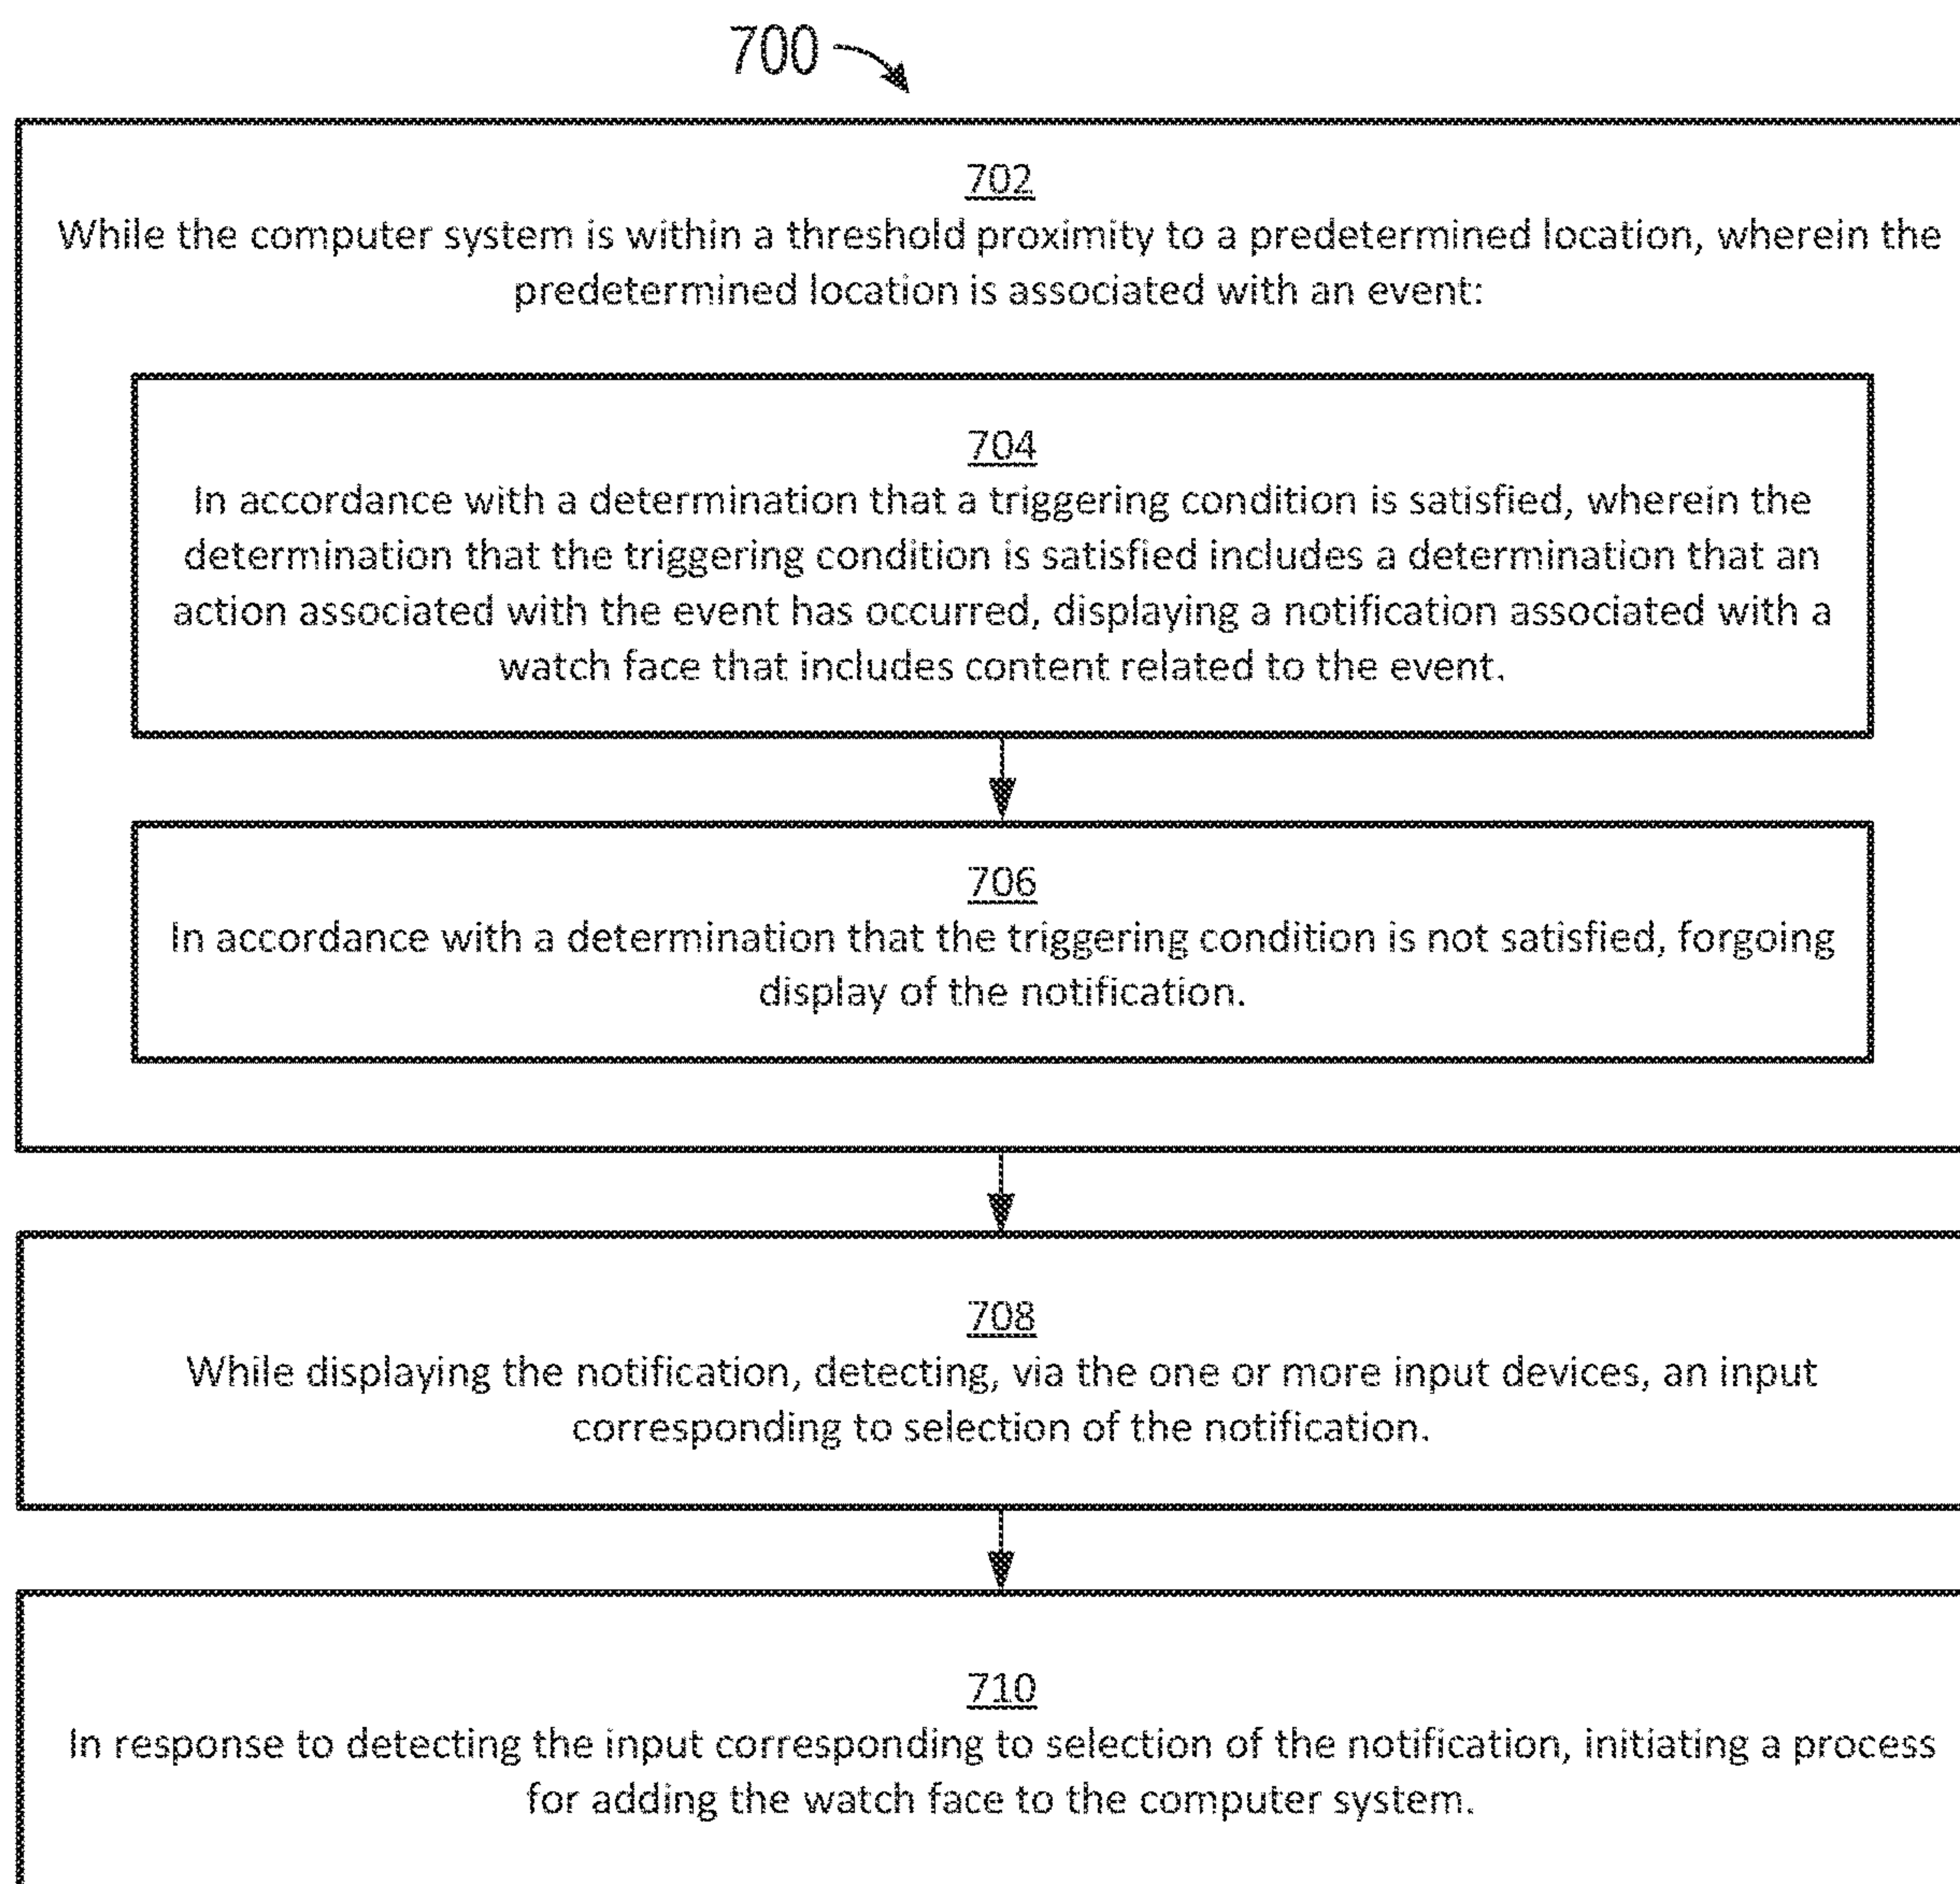 700
702
While the computer system is within a threshold proximity to a predetermined location, wherein the
predetermined location is associated with an event:
704
In accordance with a determination that a triggering condition is satisfied, wherein the
determination that the triggering condition is satisfied includes a determination that an
action associated with the event has occurred, displaying a notification associated with a
watch face that includes content related to the event.
706
In accordance with a determination that the triggering condition is not satisfied, forgoing
display of the notification.
708
While displaying the notification, detecting, via the one or more input devices, an input
corresponding to selection of the notification.
710
In response to detecting the input corresponding to selection of the notification, initiating a process
for adding the watch face to the computer system.